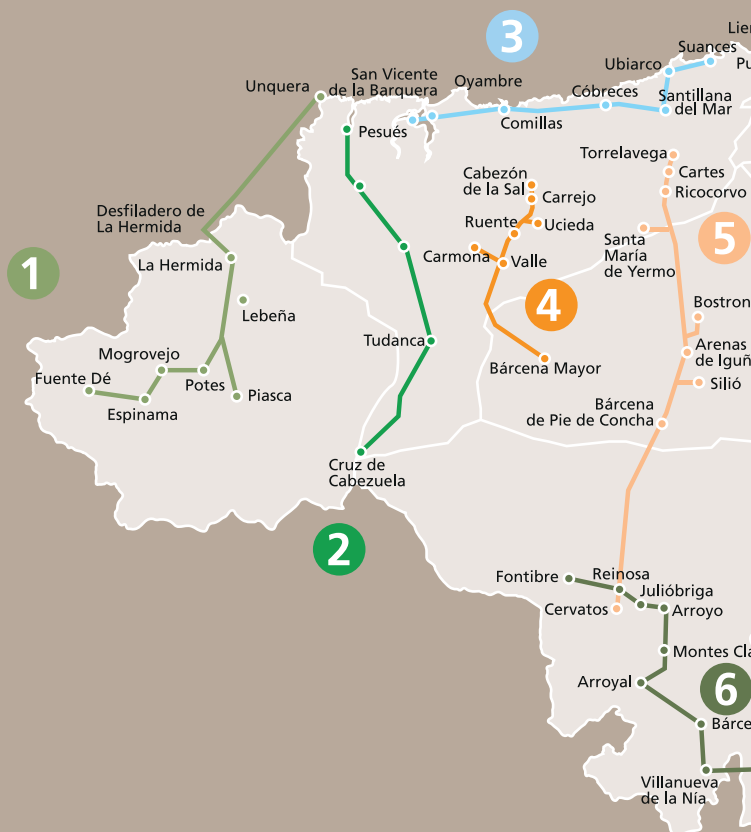 Lier
3
Suances
Pu
Ubiarco
San Vicente
de la Barquera
Oyambre
Unquera
Cóbreces
Santillana
del Mar
Comillas
Pesués
Torrelavega
Cartes
Ricocorvo
Cabezón
de la Sal
Carrejo
Ruente
Ucieda
Desfiladero de
La Hermida
5
Santa
María
de Yermo
Carmona
Valle
1
La Hermida
Lebeña
4
Bostron
Tudanca
Arenas
de Iguñ
Mogrovejo
Bárcena Mayor
Fuente Dé
Potes
Piasca
Silió
Espinama
Bárcena
de Pie de Concha
Cruz de
Cabezuela
2
Fontibre
Reinosa
Julióbriga
Cervatos
Arroyo
Montes Cla
Arroyal
6
Bárce
Villanueva
de la Nía